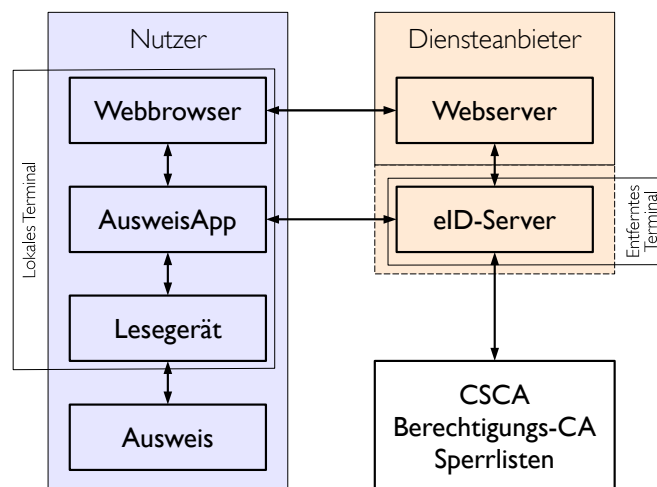 Nutzer
Diensteanbieter
Webbrowser
Webserver
Lokales Terminal
AusweisApp
eID-Server
Entferntes
Terminal
Lesegerät
Ausweis
CSCA
Berechtigungs-CA
Sperrlisten